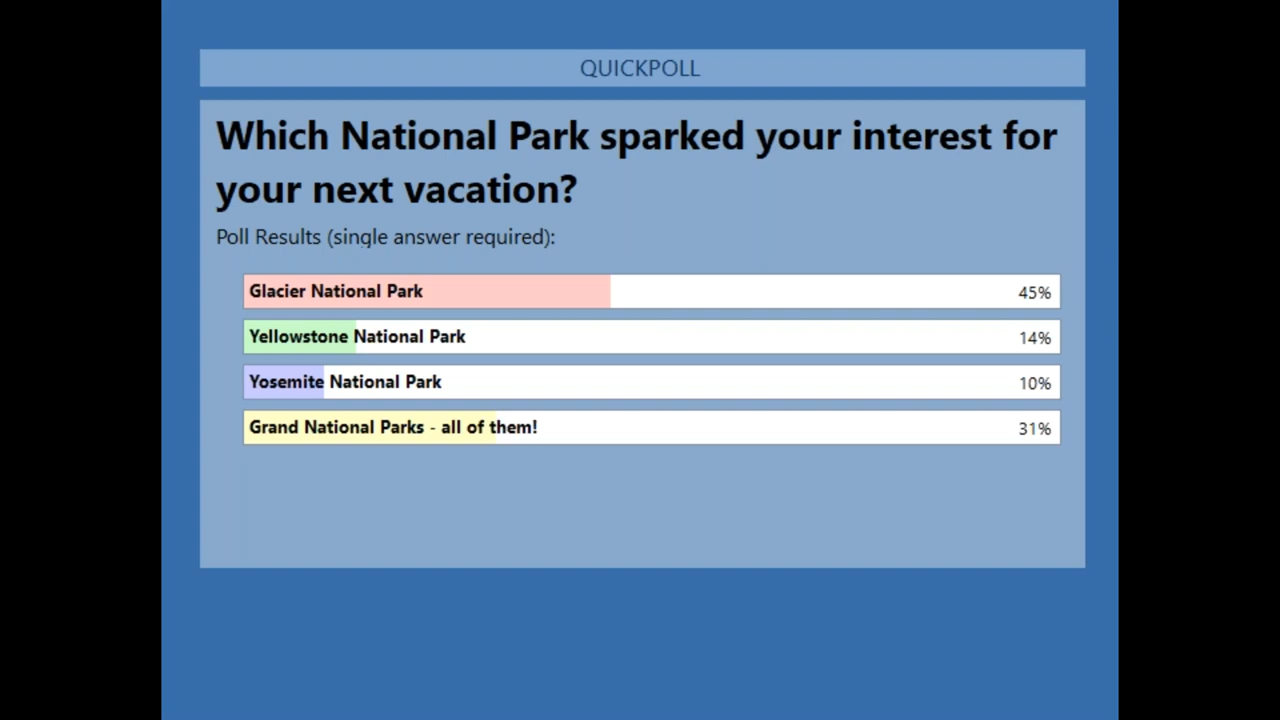 QUICKPOLL
Which National Park sparked your interest for
your next vacation?
Poll Results (single answer required):
Glacier National Park 45%
Yellowstone National Park 14%
Yosemite National Park 10%
Grand National Parks - all of them! 31%